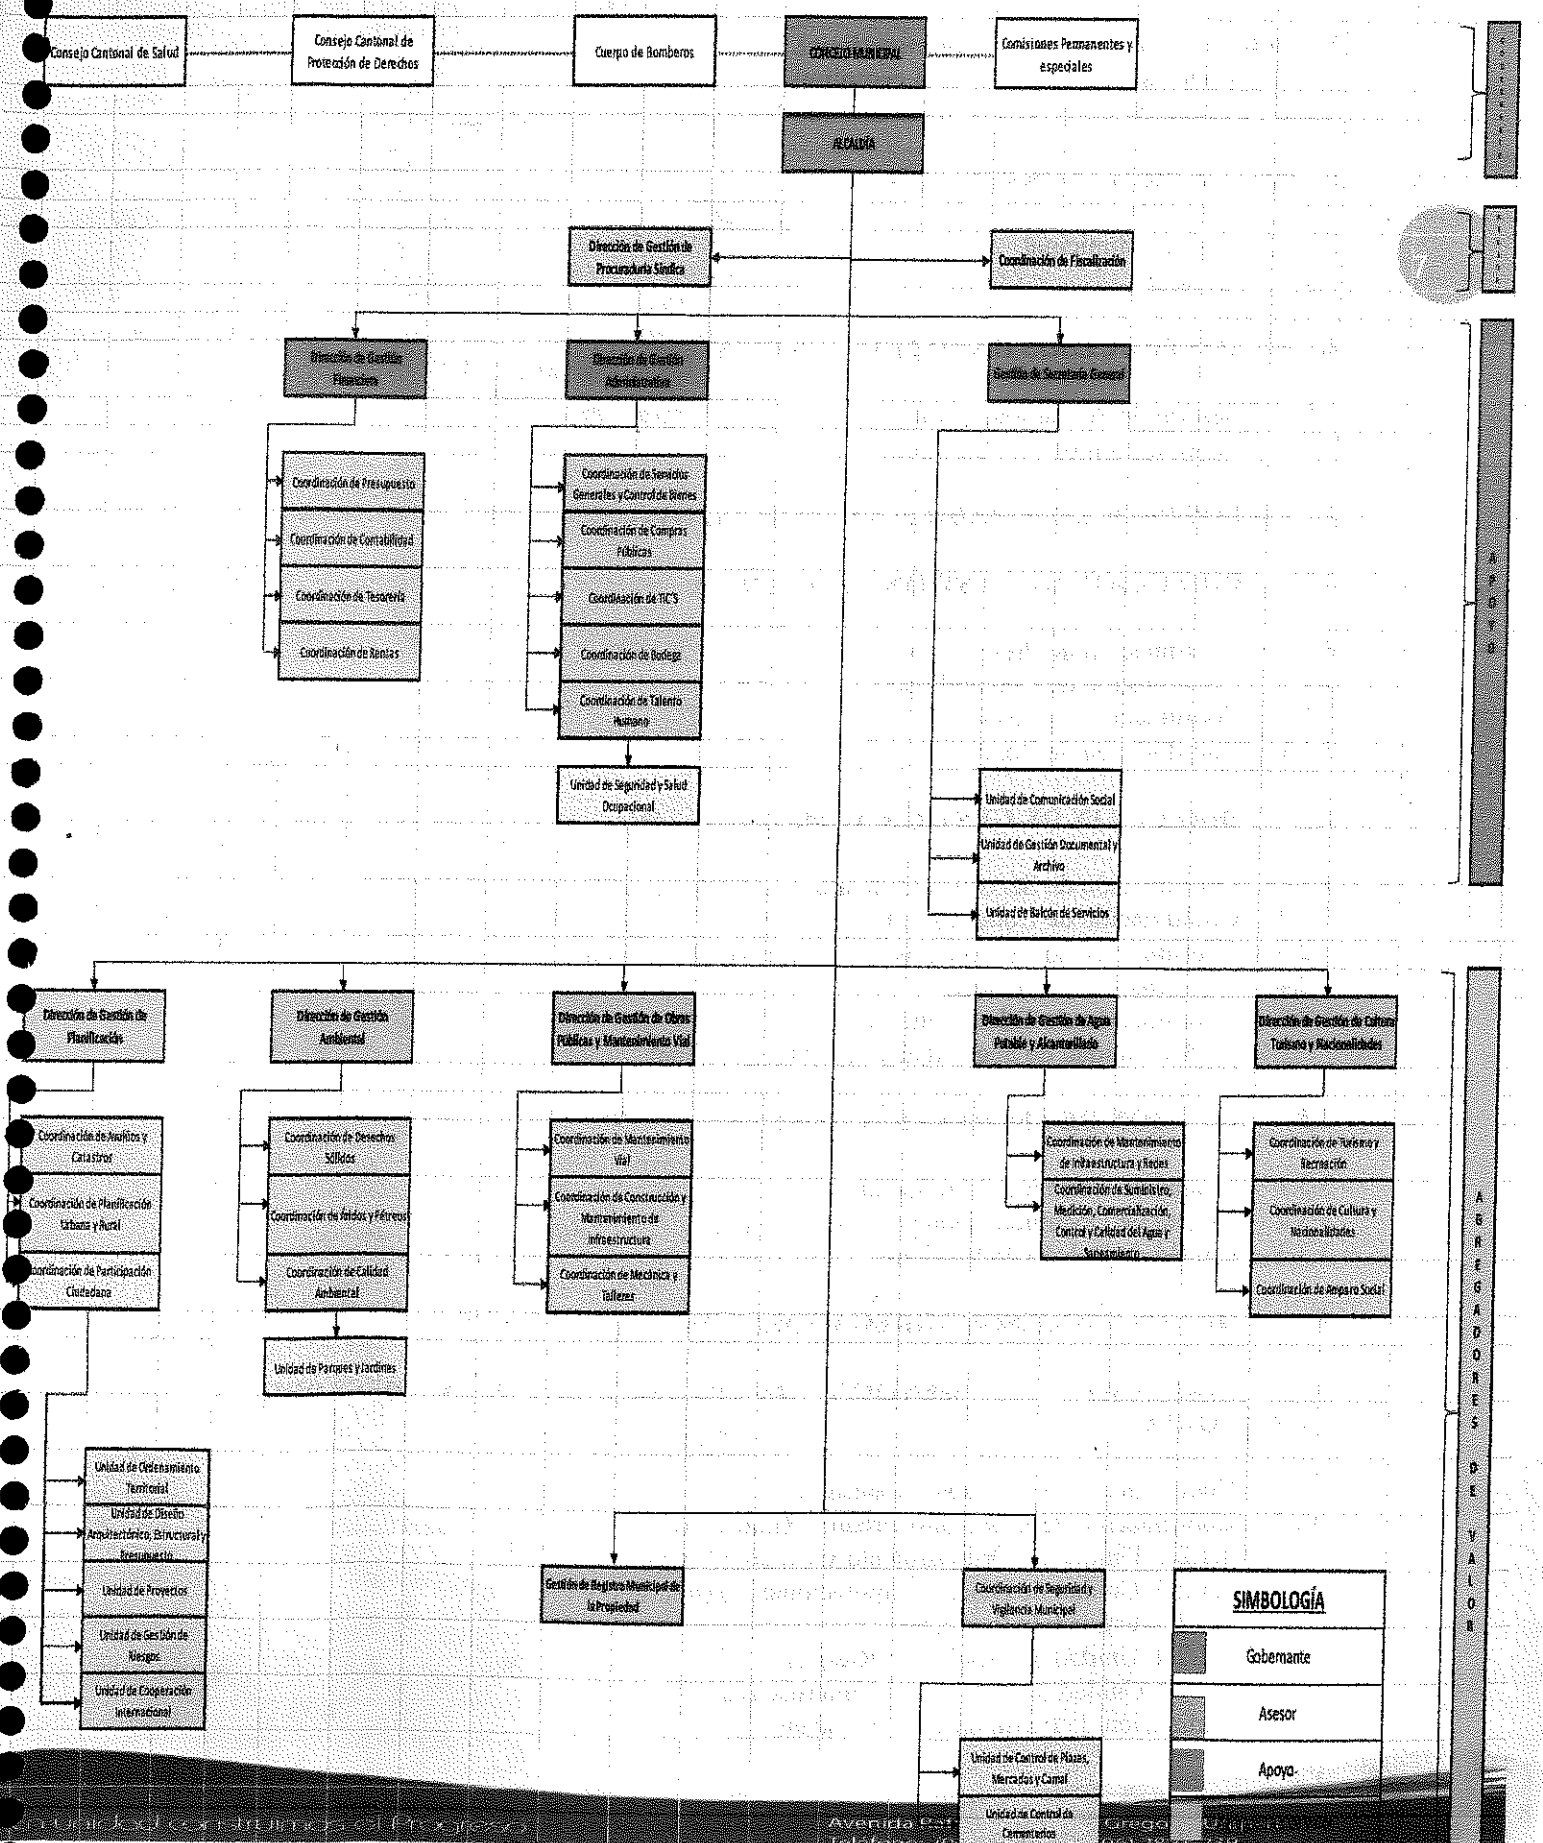 Consejo Cantonal de Salud
Consejo Cantonal de
Protección de Derechos
Cuerpo de Bomberos
CONCEJO MUNICIPAL
Comisiones Permanentes y
especiales
ALCALDÍA
Dirección de Gestión de
Procuraduría Síndica
Coordinación de Fiscalización
Dirección de Gestión
Financiera
Dirección de Gestión
Administrativa
Gestión de Secretaría General
Coordinación de Presupuesto
Coordinación de Contabilidad
Coordinación de Tesorería
Coordinación de Rentas
Coordinación de Servicios
Generales y Control de Bienes
Coordinación de Compras
Públicas
Coordinación de TIC'S
Coordinación de Bodega
Coordinación de Talento
Humano
Unidad de Seguridad y Salud
Ocupacional
Unidad de Comunicación Social
Unidad de Gestión Documental y
Archivo
Unidad de Balcón de Servicios
APOYO
Dirección de Gestión de
Planificación
Dirección de Gestión
Ambiental
Dirección de Gestión de Obras
Públicas y Mantenimiento Vial
Dirección de Gestión de Agua
Potable y Alcantarillado
Dirección de Gestión de Cultura
Turismo y Nacionalidades
Coordinación de Avalúos y
Catastros
Coordinación de Planificación
Urbana y Rural
Coordinación de Participación
Ciudadana
Coordinación de Desechos
Sólidos
Coordinación de Áridos y Pétreos
Coordinación de Calidad
Ambiental
Unidad de Parques y Jardines
Coordinación de Mantenimiento
Vial
Coordinación de Construcción y
Mantenimiento de
Infraestructura
Coordinación de Mecánica y
Talleres
Coordinación de Mantenimiento
de Infraestructura y Redes
Coordinación de Suministro,
Medición, Comercialización,
Control y Calidad del Agua y
Saneamiento
Coordinación de Turismo y
Recreación
Coordinación de Cultura y
Nacionalidades
Coordinación de Amparo Social
AGREGADORES DE VALOR
Unidad de Ordenamiento
Territorial
Unidad de Diseño
Arquitectónico, Estructural y
Presupuesto
Unidad de Proyectos
Unidad de Gestión de
Riesgos
Unidad de Cooperación
Internacional
Gestión de Registro Municipal de
la Propiedad
Coordinación de Seguridad y
Vigilancia Municipal
Unidad de Control de Plazas,
Mercados y Camal
Unidad de Control de
Cementerios
SIMBOLOGÍA
Gobernante
Asesor
Apoyo
Avenida